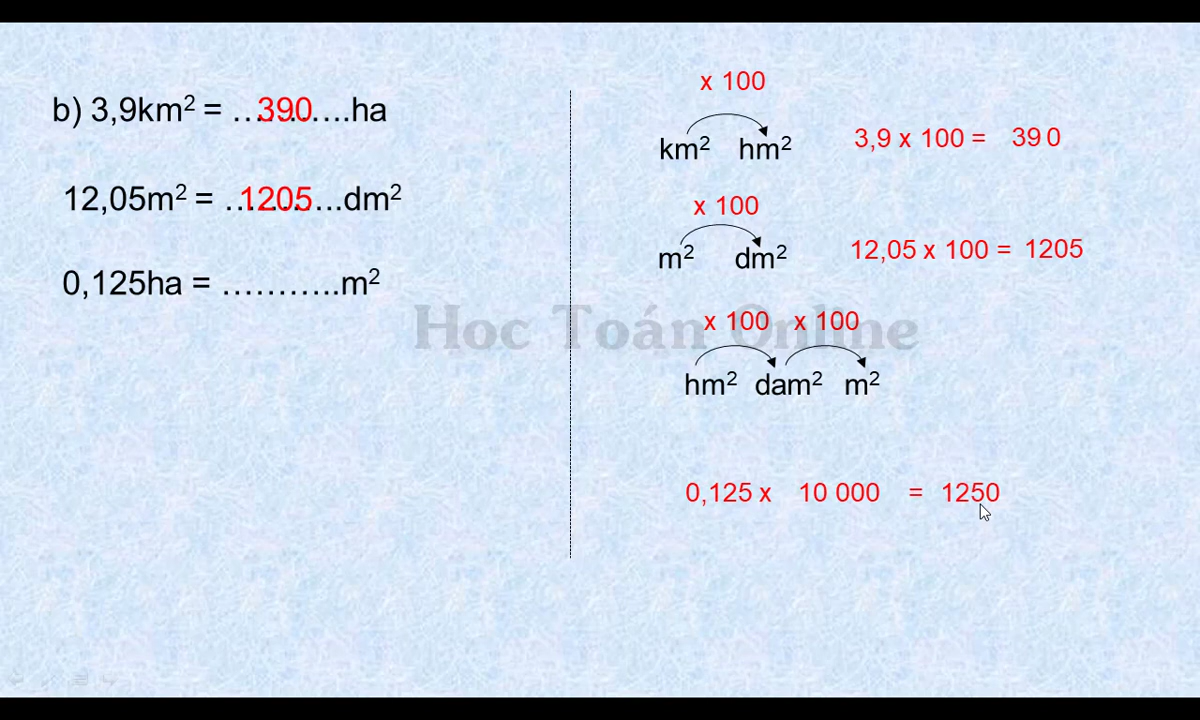 b) 3,9km² = ....390....ha
12,05m² = ....1205....dm²
0,125ha = ...........m²
x 100
km² hm² 3,9 x 100 = 390
x 100
m² dm² 12,05 x 100 = 1205
Học Toán Online
x 100 x 100
hm² dam² m²
0,125 x 10 000 = 1250